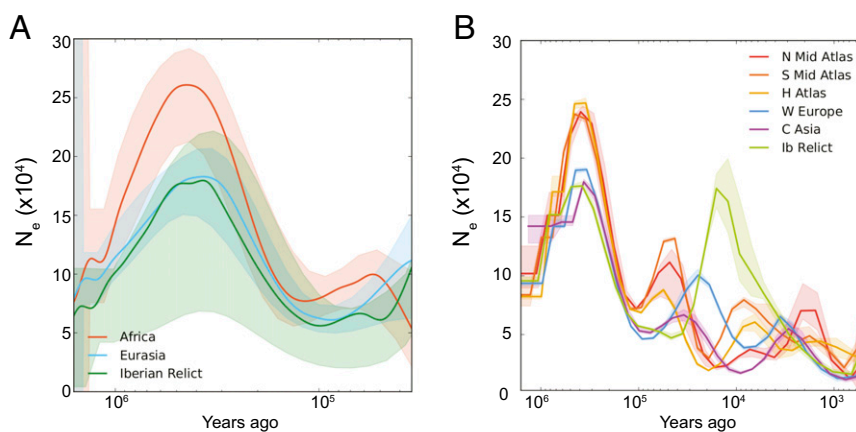 A
B
30
25
20
15
10
5
0
Ne (x10⁴)
10⁶
10⁵
Years ago
Africa
Eurasia
Iberian Relict
30
25
20
15
10
5
0
Ne (x10⁴)
10⁶
10⁵
10⁴
10³
Years ago
N Mid Atlas
S Mid Atlas
H Atlas
W Europe
C Asia
Ib Relict